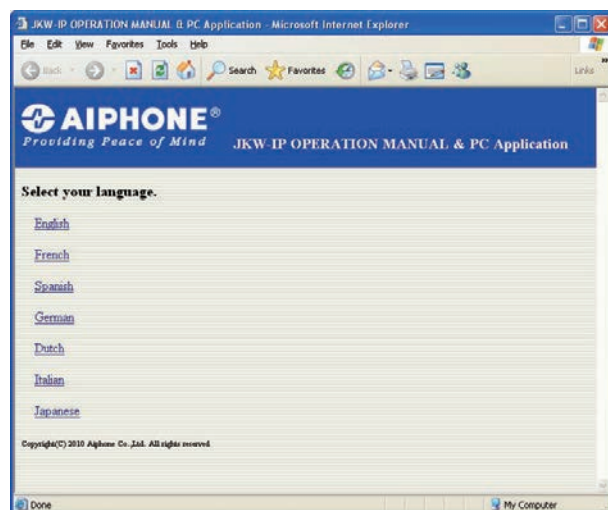 JKW-IP OPERATION MANUAL & PC Application - Microsoft Internet Explorer
File Edit View Favorites Tools Help
Back Search Favorites Links »
AIPHONE®
Providing Peace of Mind JKW-IP OPERATION MANUAL & PC Application
Select your language.
English
French
Spanish
German
Dutch
Italian
Japanese
Copyright(C) 2010 Aiphone Co.,Ltd. All rights reserved.
Done My Computer